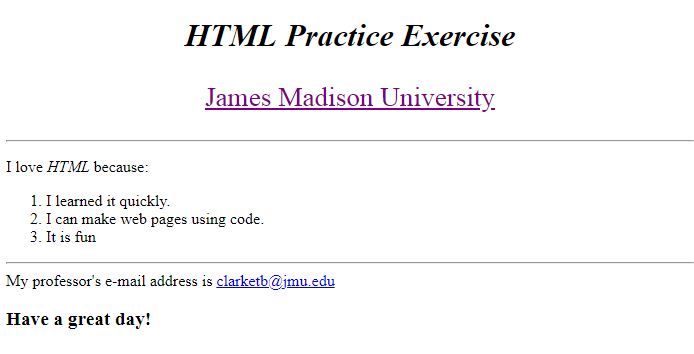 HTML Practice Exercise
James Madison University
I love HTML because:
1. I learned it quickly.
2. I can make web pages using code.
3. It is fun
My professor's e-mail address is clarketb@jmu.edu
Have a great day!